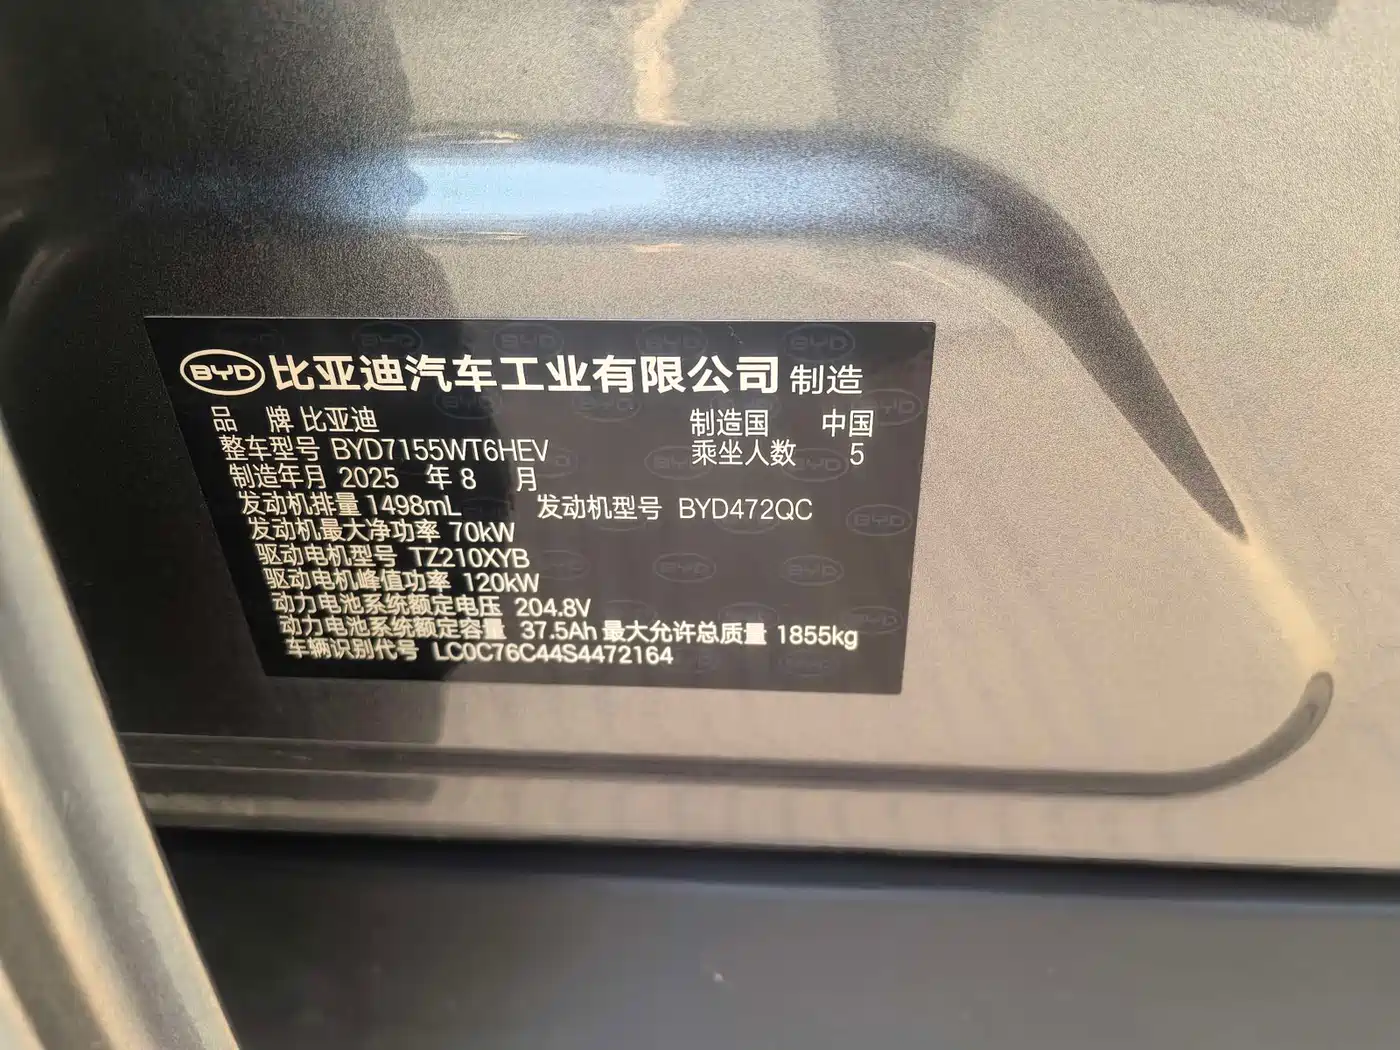 BYD 比亚迪汽车工业有限公司 制造
品 牌 比亚迪 制造国 中国
整车型号 BYD7155WT6HEV 乘坐人数 5
制造年月 2025 年 8 月
发动机排量 1498mL 发动机型号 BYD472QC
发动机最大净功率 70kW
驱动电机型号 TZ210XYB
驱动电机峰值功率 120kW
动力电池系统额定电压 204.8V
动力电池系统额定容量 37.5Ah 最大允许总质量 1855kg
车辆识别代号 LC0C76C44S4472164